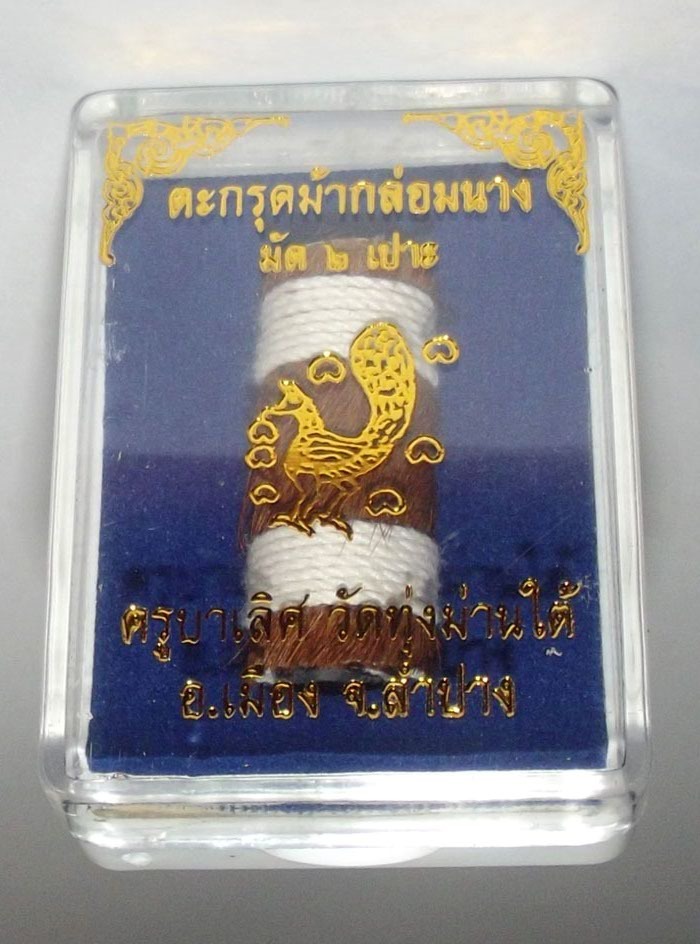 ตะกรุดม้ากล่อมนาง
มัด ๒ เปาะ
ครูบาเลิศ วัดทุ่งม่านใต้
อ.เมือง จ.ลำปาง